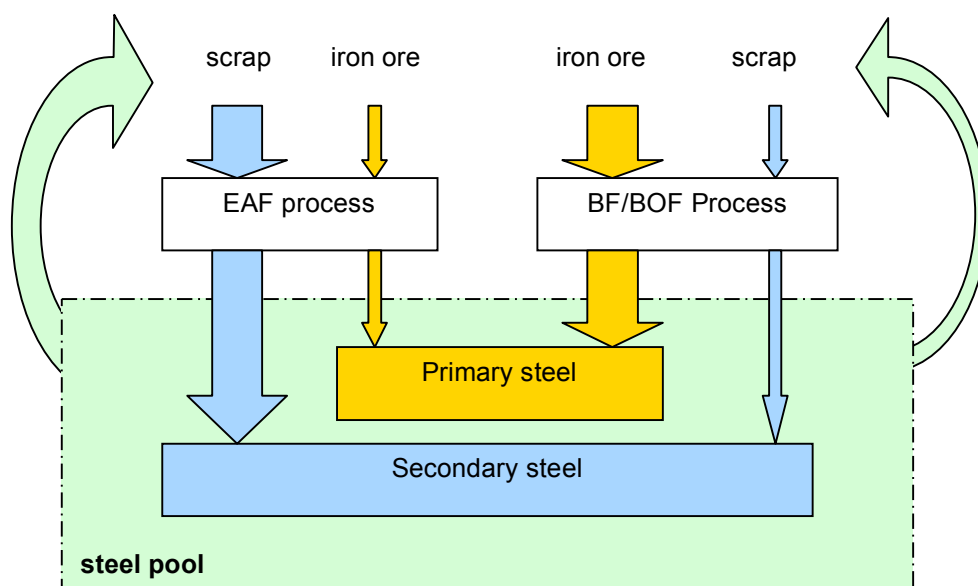 scrap
iron ore
iron ore
scrap
EAF process
BF/BOF Process
Primary steel
Secondary steel
steel pool